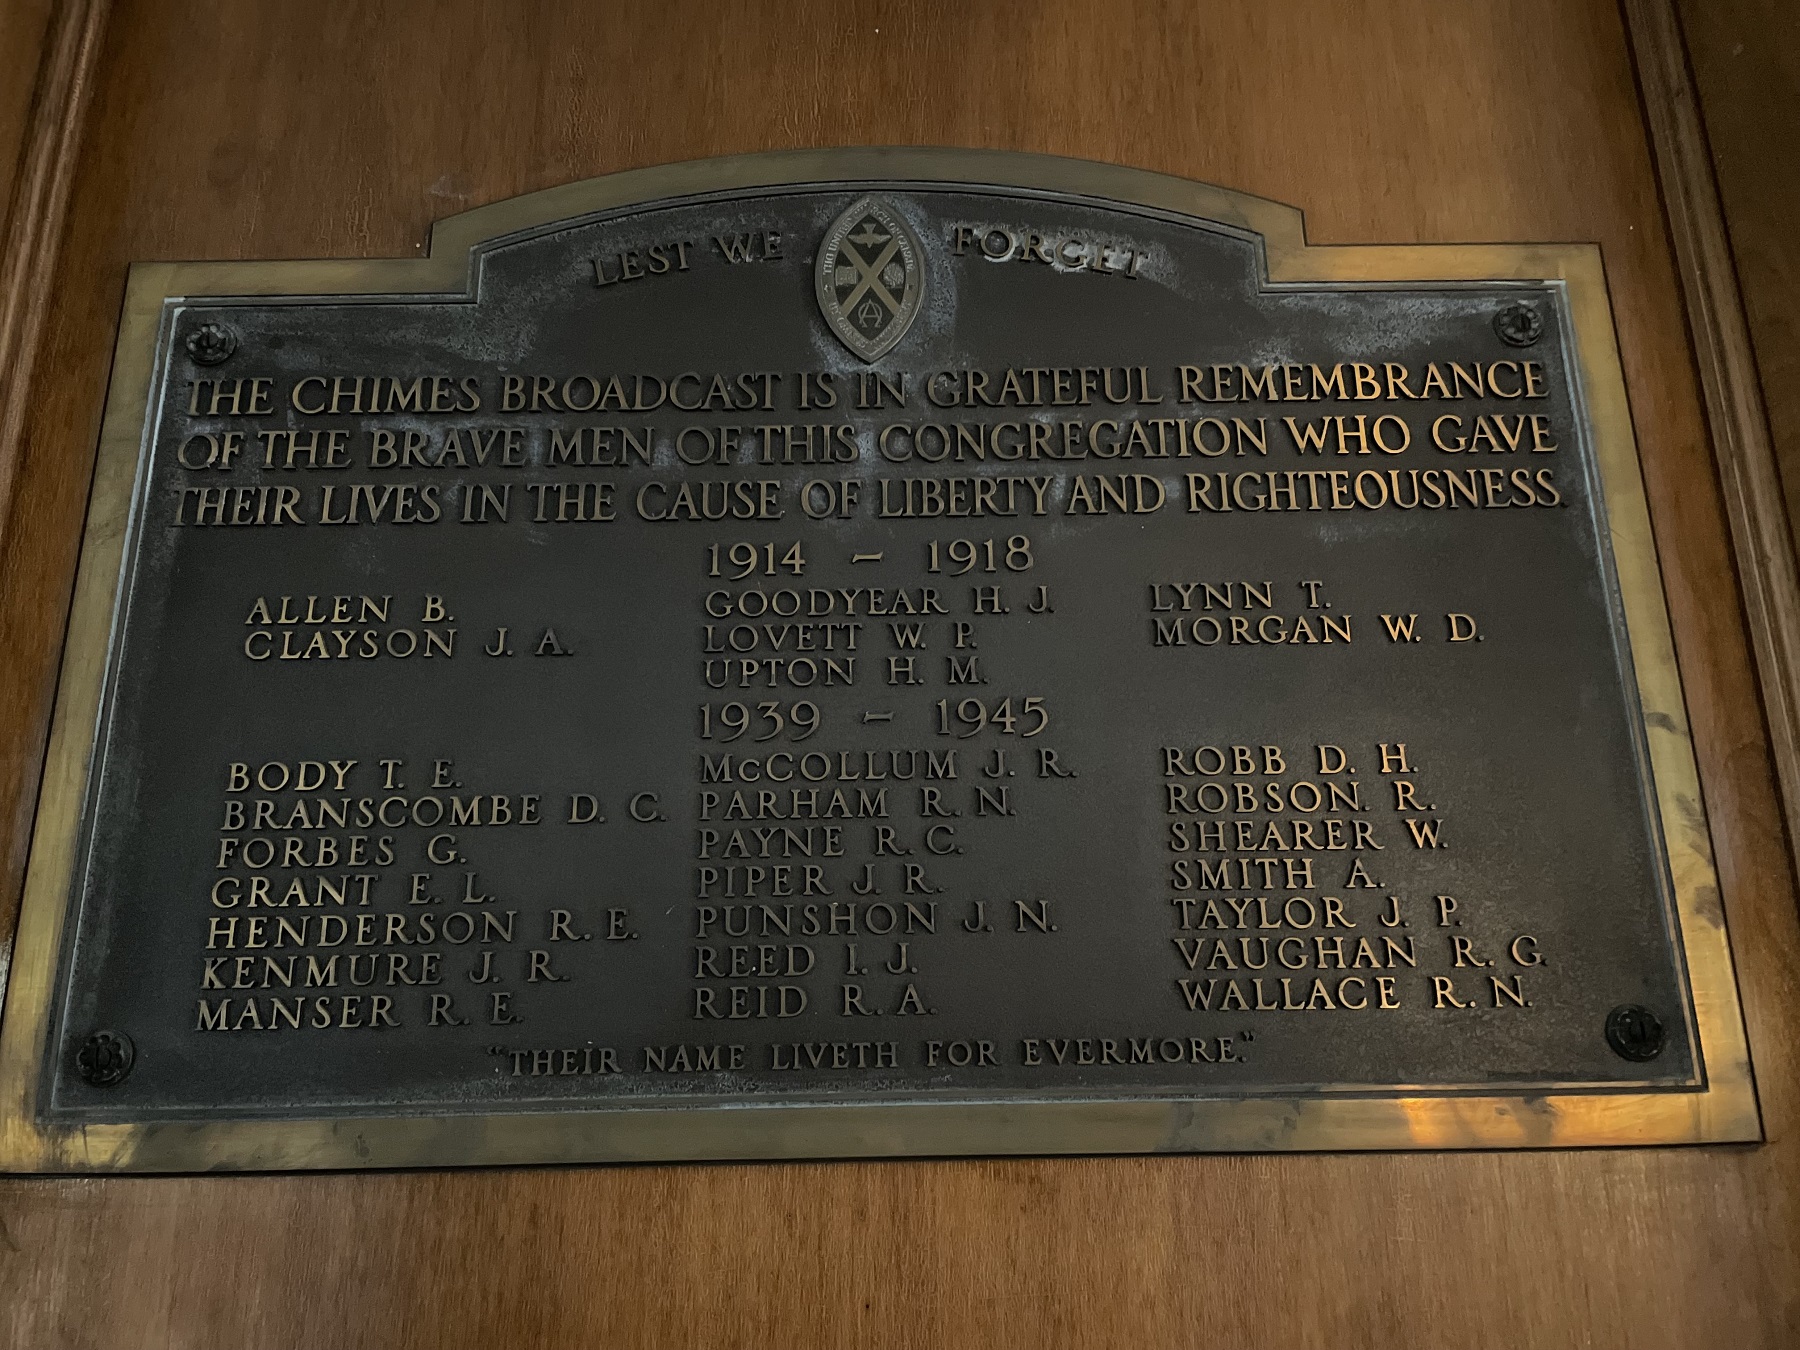 LEST WE FORGET
THE CHIMES BROADCAST IS IN GRATEFUL REMEMBRANCE
OF THE BRAVE MEN OF THIS CONGREGATION WHO GAVE
THEIR LIVES IN THE CAUSE OF LIBERTY AND RIGHTEOUSNESS.
1914 - 1918
ALLEN B. GOODYEAR H. J. LYNN T.
CLAYSON J. A. LOVETT W. P. MORGAN W. D.
UPTON H. M.
1939 - 1945
BODY T. E. McCOLLUM J. R. ROBB D. H.
BRANSCOMBE D. C. PARHAM R. N. ROBSON. R.
FORBES G. PAYNE R. C. SHEARER W.
GRANT E. L. PIPER J. R. SMITH A.
HENDERSON R. E. PUNSHON J. N. TAYLOR J. P.
KENMURE J. R. REED I. J. VAUGHAN R. G.
MANSER R. E. REID R. A. WALLACE R. N.
"THEIR NAME LIVETH FOR EVERMORE."